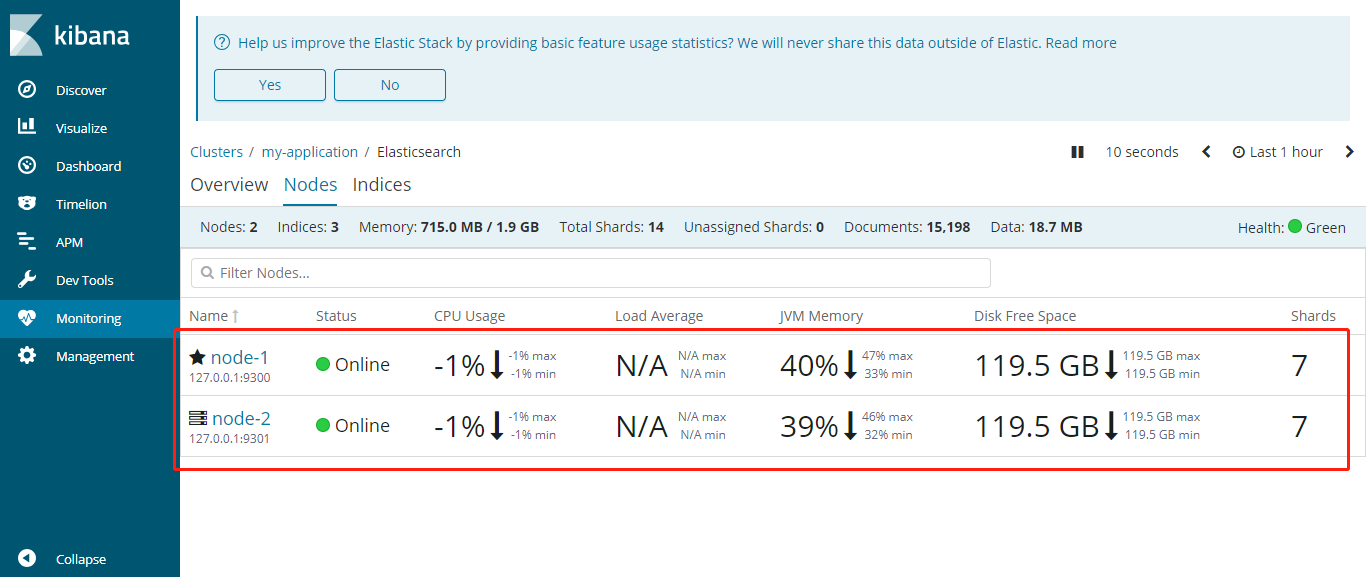 kibana
Discover
Visualize
Dashboard
Timelion
APM
Dev Tools
Monitoring
Management
Collapse
Help us improve the Elastic Stack by providing basic feature usage statistics? We will never share this data outside of Elastic. Read more
Yes No
Clusters / my-application / Elasticsearch 10 seconds Last 1 hour
Overview Nodes Indices
Nodes: 2 Indices: 3 Memory: 715.0 MB / 1.9 GB Total Shards: 14 Unassigned Shards: 0 Documents: 15,198 Data: 18.7 MB Health: Green
Filter Nodes...
Name Status CPU Usage Load Average JVM Memory Disk Free Space Shards
node-1 Online -1% -1% max N/A N/A max 40% 47% max 119.5 GB 119.5 GB max 7
127.0.0.1:9300 -1% min N/A min 33% min 119.5 GB min
node-2 Online -1% -1% max N/A N/A max 39% 46% max 119.5 GB 119.5 GB max 7
127.0.0.1:9301 -1% min N/A min 32% min 119.5 GB min